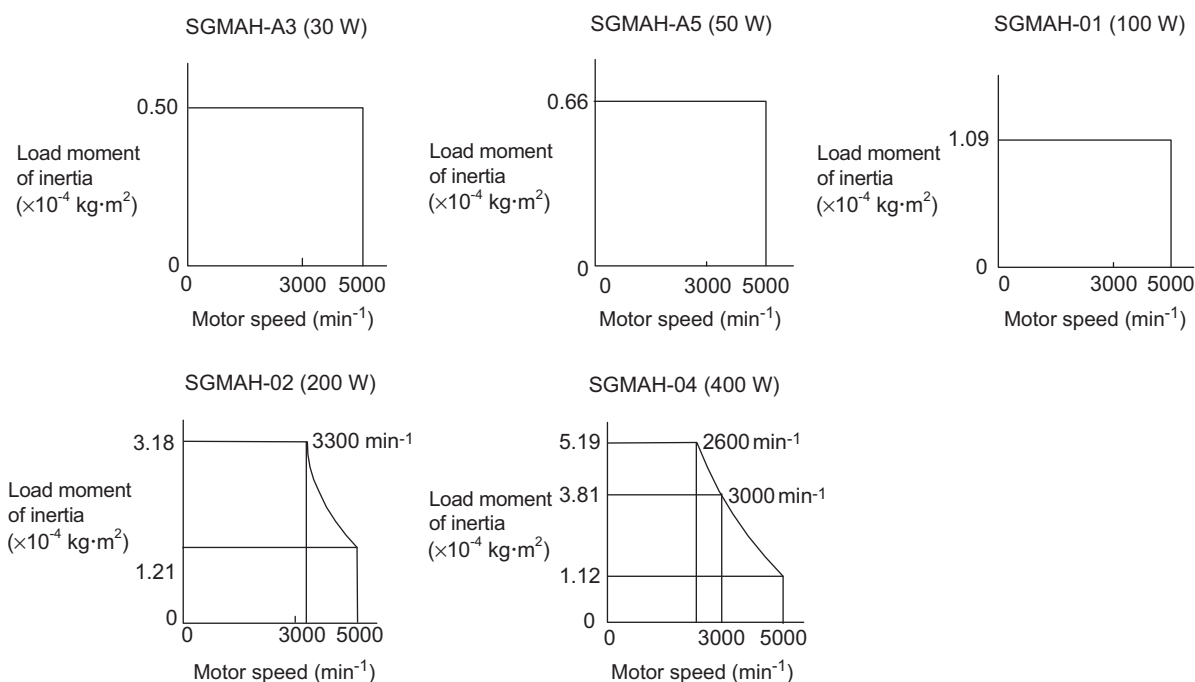 SGMAH-A3 (30 W)
0.50
Load moment
of inertia
(×10⁻⁴ kg·m²)
0
0
3000
5000
Motor speed (min⁻¹)
SGMAH-A5 (50 W)
0.66
Load moment
of inertia
(×10⁻⁴ kg·m²)
0
0
3000
5000
Motor speed (min⁻¹)
SGMAH-01 (100 W)
1.09
Load moment
of inertia
(×10⁻⁴ kg·m²)
0
0
3000
5000
Motor speed (min⁻¹)
SGMAH-02 (200 W)
3.18
3300 min⁻¹
Load moment
of inertia
(×10⁻⁴ kg·m²)
1.21
0
0
3000
5000
Motor speed (min⁻¹)
SGMAH-04 (400 W)
5.19
2600 min⁻¹
3.81
3000 min⁻¹
Load moment
of inertia
(×10⁻⁴ kg·m²)
1.12
0
0
3000
5000
Motor speed (min⁻¹)